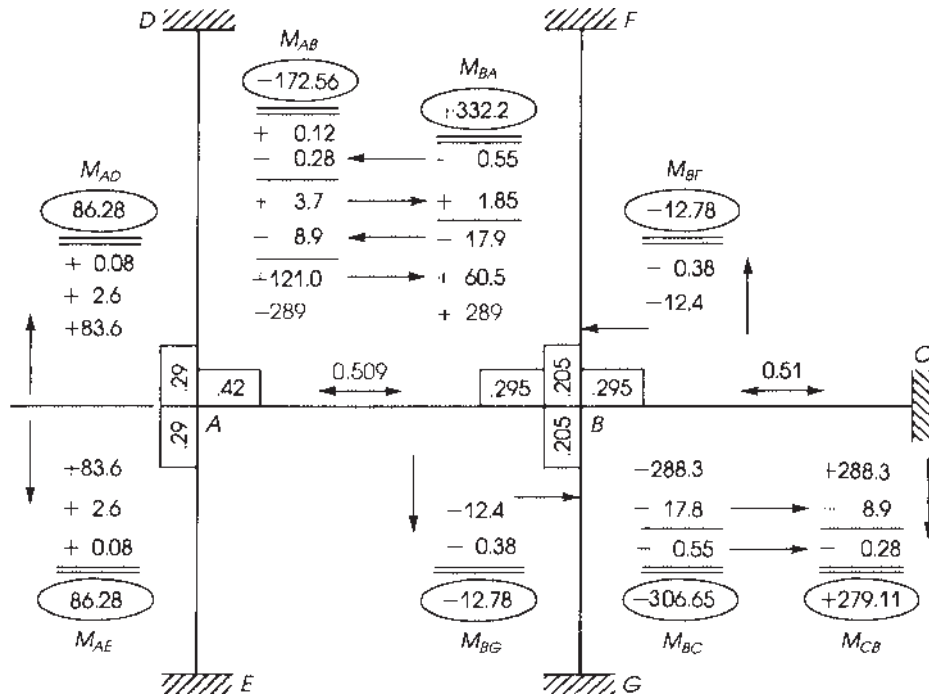 D
F
M_AB
−172.56
+ 0.12
− 0.28
+ 3.7
− 8.9
+121.0
−289
M_BA
+332.2
- 0.55
+ 1.85
− 17.9
+ 60.5
+ 289
M_AD
86.28
+ 0.08
+ 2.6
+83.6
M_BF
−12.78
− 0.38
−12.4
.29
.42
0.509
.295
.205
.295
0.51
C
.29
A
.205
B
+83.6
+ 2.6
+ 0.08
86.28
M_AE
−12.4
− 0.38
−12.78
M_BG
−288.3
− 17.8
− 0.55
−306.65
M_BC
+288.3
− 8.9
− 0.28
+279.11
M_CB
E
G